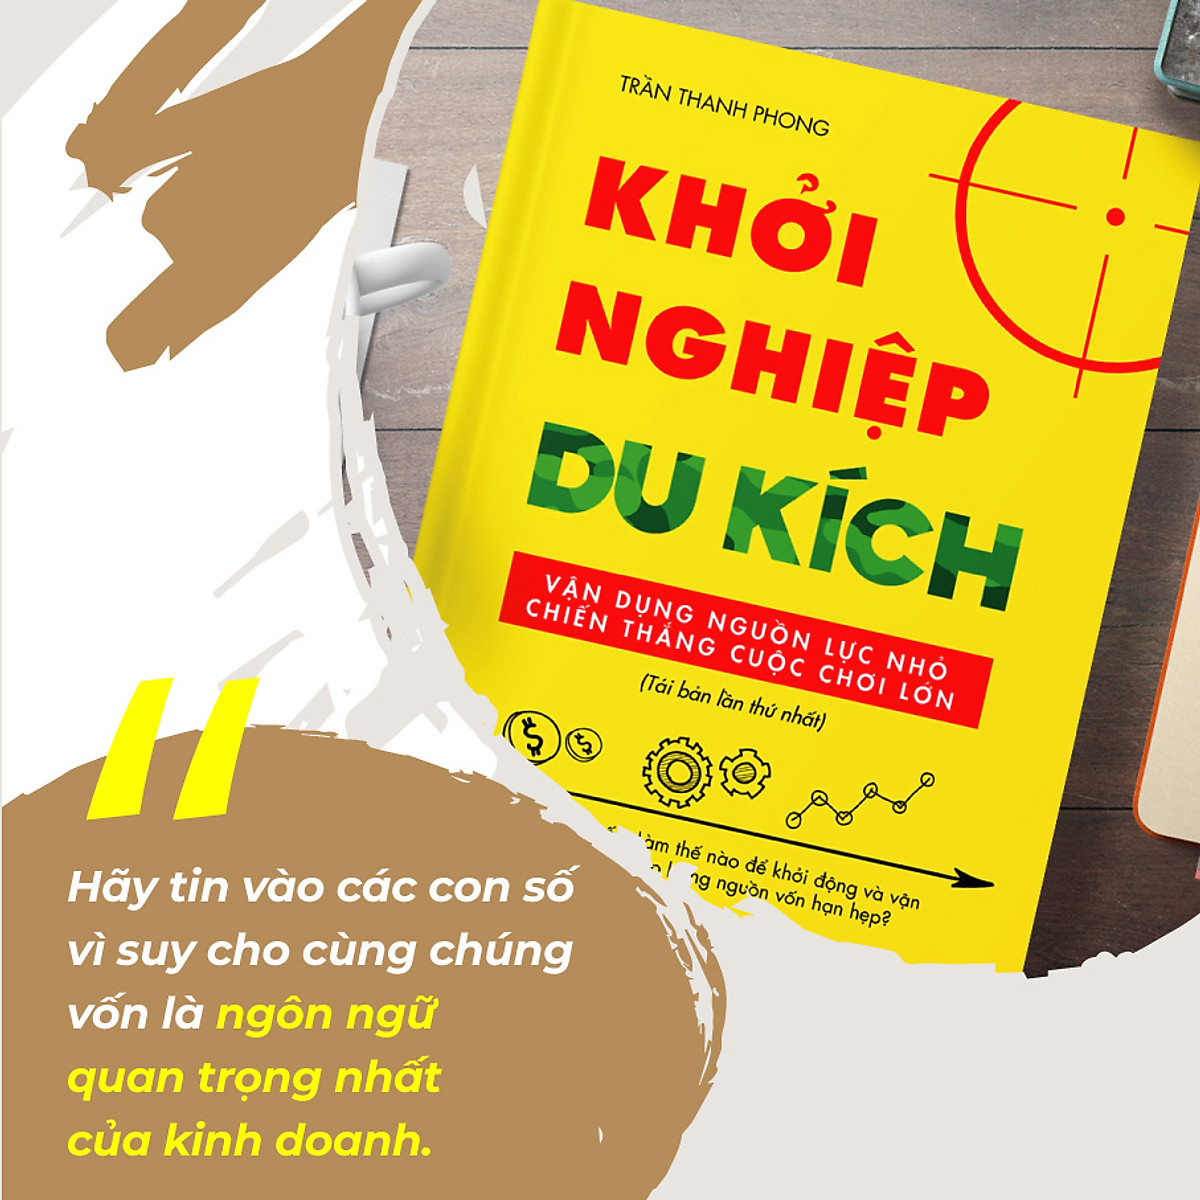 TRẦN THANH PHONG
KHỞI
NGHIỆP
DU KÍCH
VẬN DỤNG NGUỒN LỰC NHỎ
CHIẾN THẮNG CUỘC CHƠI LỚN
(Tái bản lần thứ nhất)
làm thế nào để khởi động và vận
nguồn vốn hạn hẹp?
Hãy tin vào các con số
vì suy cho cùng chúng
vốn là ngôn ngữ
quan trọng nhất
của kinh doanh.